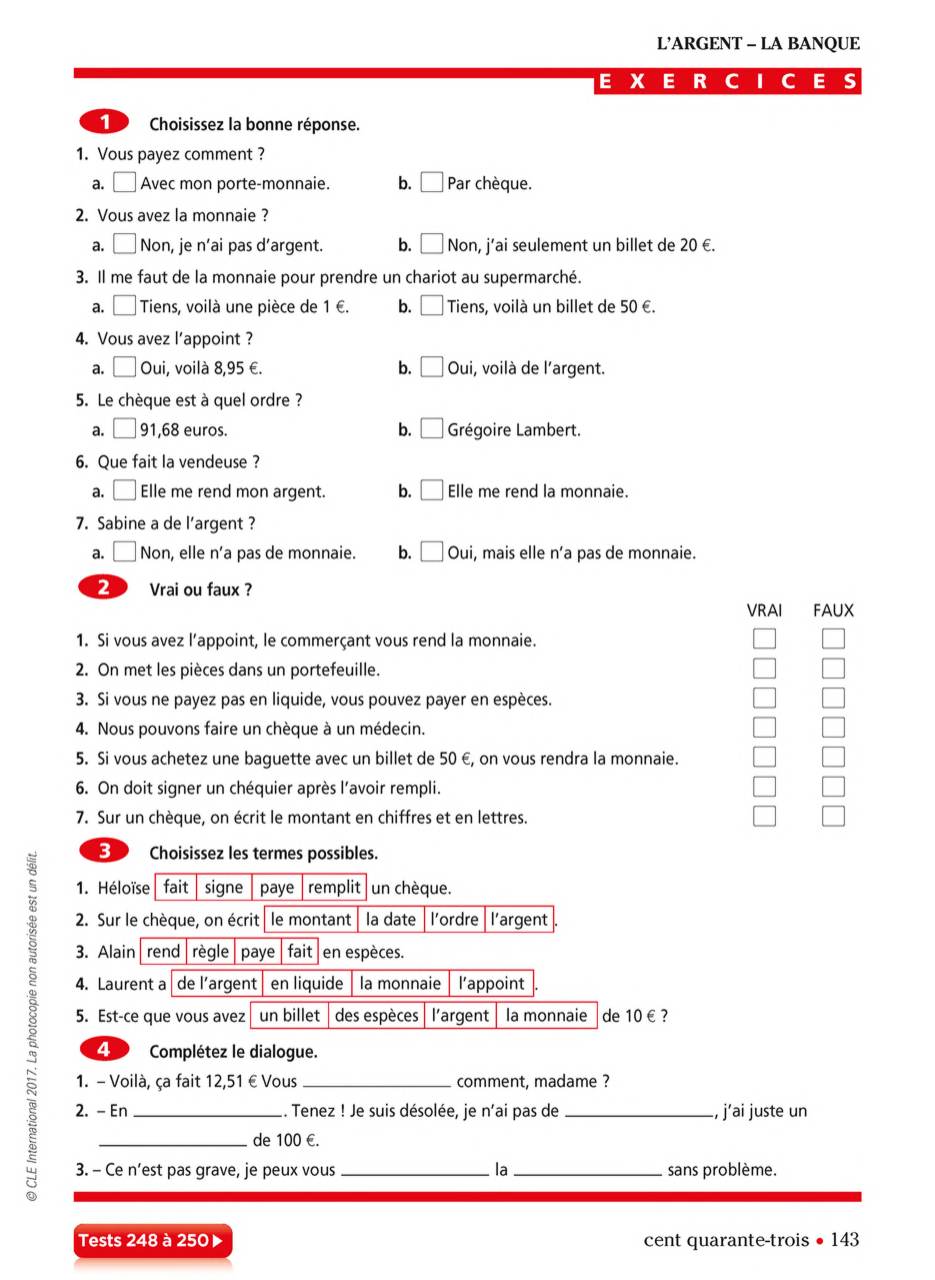 L'ARGENT – LA BANQUE
EXERCICES
1 Choisissez la bonne réponse.
1. Vous payez comment ?
a. Avec mon porte-monnaie. b. Par chèque.
2. Vous avez la monnaie ?
a. Non, je n'ai pas d'argent. b. Non, j'ai seulement un billet de 20 €.
3. Il me faut de la monnaie pour prendre un chariot au supermarché.
a. Tiens, voilà une pièce de 1 €. b. Tiens, voilà un billet de 50 €.
4. Vous avez l'appoint ?
a. Oui, voilà 8,95 €. b. Oui, voilà de l'argent.
5. Le chèque est à quel ordre ?
a. 91,68 euros. b. Grégoire Lambert.
6. Que fait la vendeuse ?
a. Elle me rend mon argent. b. Elle me rend la monnaie.
7. Sabine a de l'argent ?
a. Non, elle n'a pas de monnaie. b. Oui, mais elle n'a pas de monnaie.
2 Vrai ou faux ?
VRAI FAUX
1. Si vous avez l'appoint, le commerçant vous rend la monnaie.
2. On met les pièces dans un portefeuille.
3. Si vous ne payez pas en liquide, vous pouvez payer en espèces.
4. Nous pouvons faire un chèque à un médecin.
5. Si vous achetez une baguette avec un billet de 50 €, on vous rendra la monnaie.
6. On doit signer un chéquier après l'avoir rempli.
7. Sur un chèque, on écrit le montant en chiffres et en lettres.
3 Choisissez les termes possibles.
1. Héloïse fait signe paye remplit un chèque.
2. Sur le chèque, on écrit le montant la date l'ordre l'argent.
3. Alain rend règle paye fait en espèces.
4. Laurent a de l'argent en liquide la monnaie l'appoint.
5. Est-ce que vous avez un billet des espèces l'argent la monnaie de 10 € ?
4 Complétez le dialogue.
1. – Voilà, ça fait 12,51 € Vous ________________ comment, madame ?
2. – En ________________. Tenez ! Je suis désolée, je n'ai pas de ________________, j'ai juste un
________________ de 100 €.
3. – Ce n'est pas grave, je peux vous ________________ la ________________ sans problème.
© CLE International 2017. La photocopie non autorisée est un délit.
Tests 248 à 250
cent quarante-trois • 143